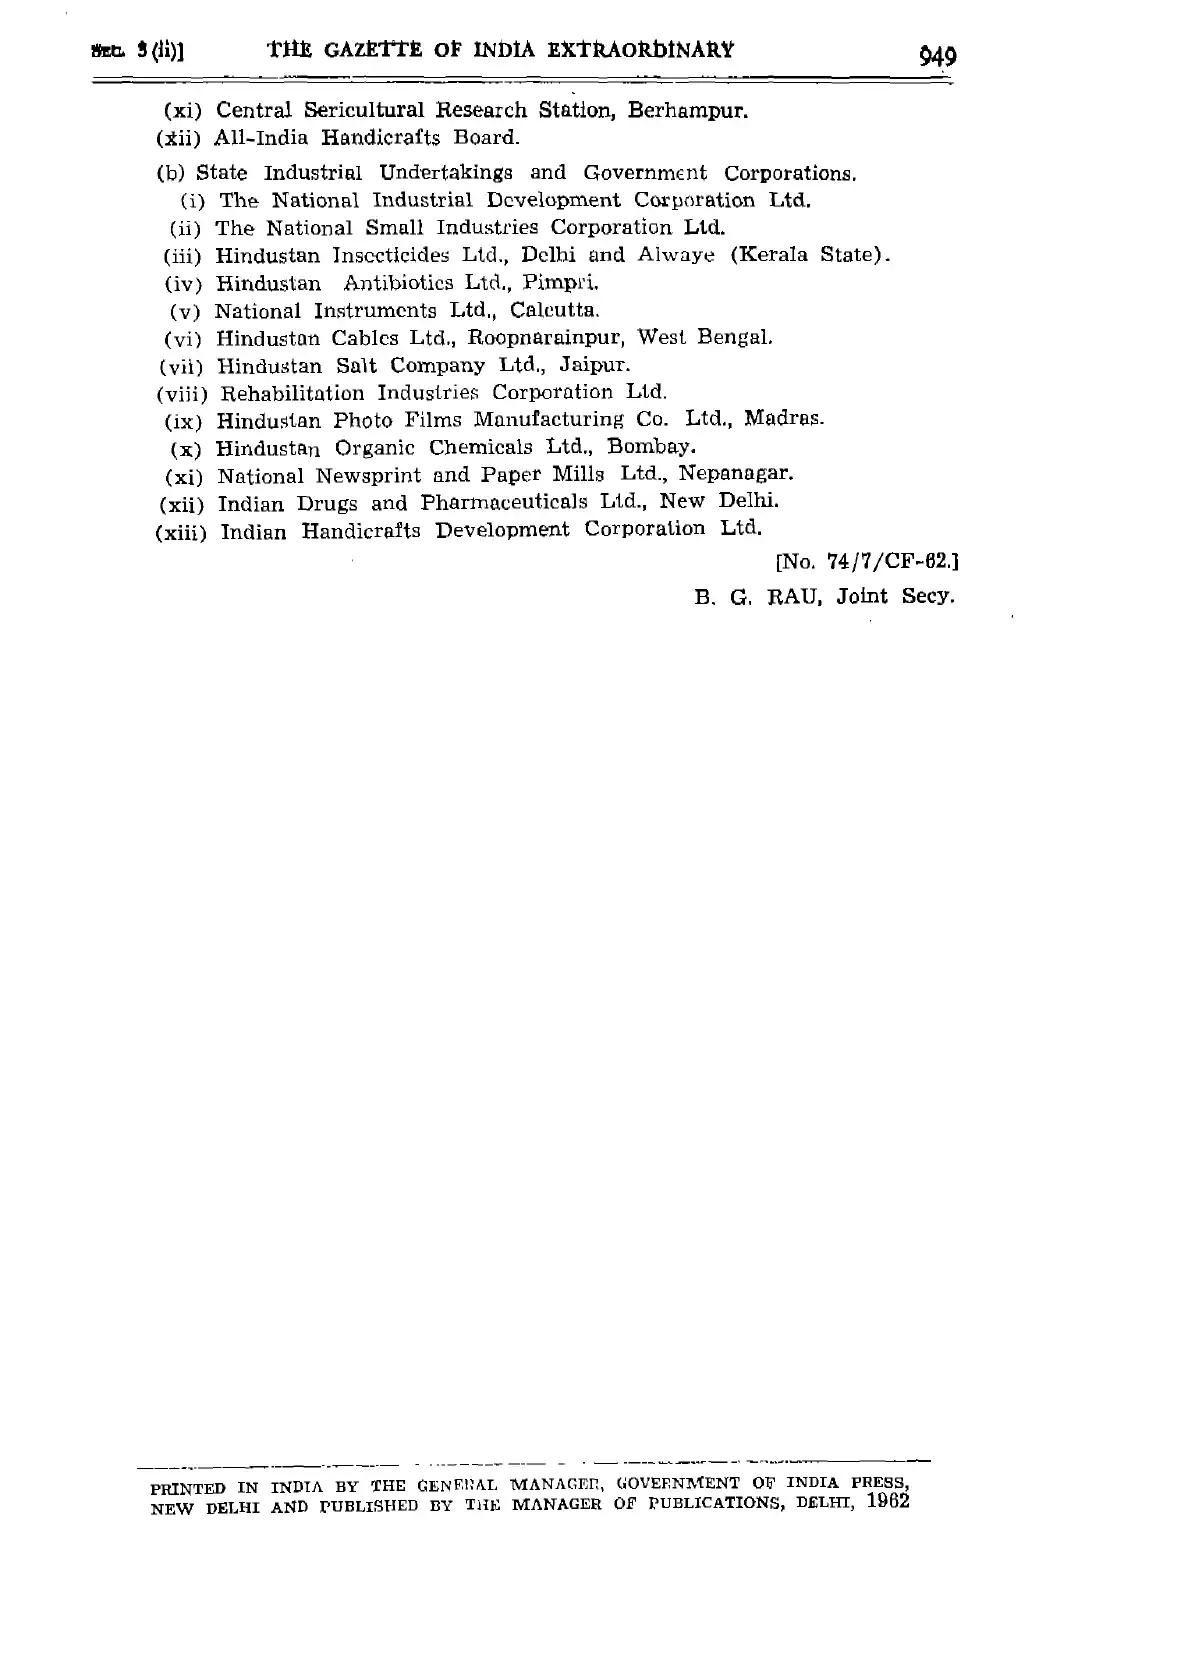 SEC. 3(ii)] THE GAZETTE OF INDIA EXTRAORDINARY 949
(xi) Central Sericultural Research Station, Berhampur.
(xii) All-India Handicrafts Board.
(b) State Industrial Undertakings and Government Corporations.
(i) The National Industrial Development Corporation Ltd.
(ii) The National Small Industries Corporation Ltd.
(iii) Hindustan Insecticides Ltd., Delhi and Alwaye (Kerala State).
(iv) Hindustan Antibiotics Ltd., Pimpri.
(v) National Instruments Ltd., Calcutta.
(vi) Hindustan Cables Ltd., Roopnarainpur, West Bengal.
(vii) Hindustan Salt Company Ltd., Jaipur.
(viii) Rehabilitation Industries Corporation Ltd.
(ix) Hindustan Photo Films Manufacturing Co. Ltd., Madras.
(x) Hindustan Organic Chemicals Ltd., Bombay.
(xi) National Newsprint and Paper Mills Ltd., Nepanagar.
(xii) Indian Drugs and Pharmaceuticals Ltd., New Delhi.
(xiii) Indian Handicrafts Development Corporation Ltd.
[No. 74/7/CF-62.]
B. G. RAU, Joint Secy.
PRINTED IN INDIA BY THE GENERAL MANAGER, GOVERNMENT OF INDIA PRESS,
NEW DELHI AND PUBLISHED BY THE MANAGER OF PUBLICATIONS, DELHI, 1962